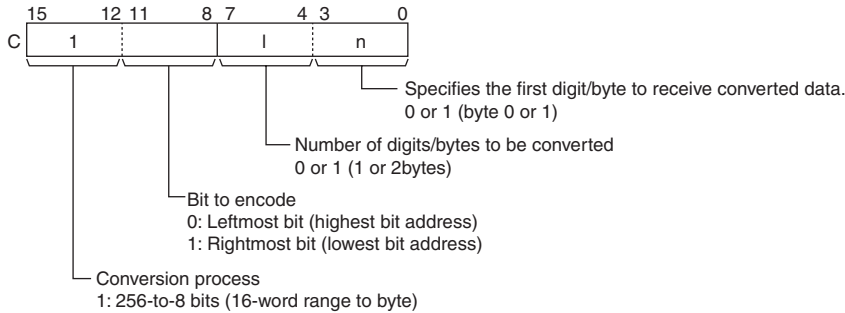 15 12 11 8 7 4 3 0
C 1 l n
Specifies the first digit/byte to receive converted data.
0 or 1 (byte 0 or 1)
Number of digits/bytes to be converted
0 or 1 (1 or 2bytes)
Bit to encode
0: Leftmost bit (highest bit address)
1: Rightmost bit (lowest bit address)
Conversion process
1: 256-to-8 bits (16-word range to byte)